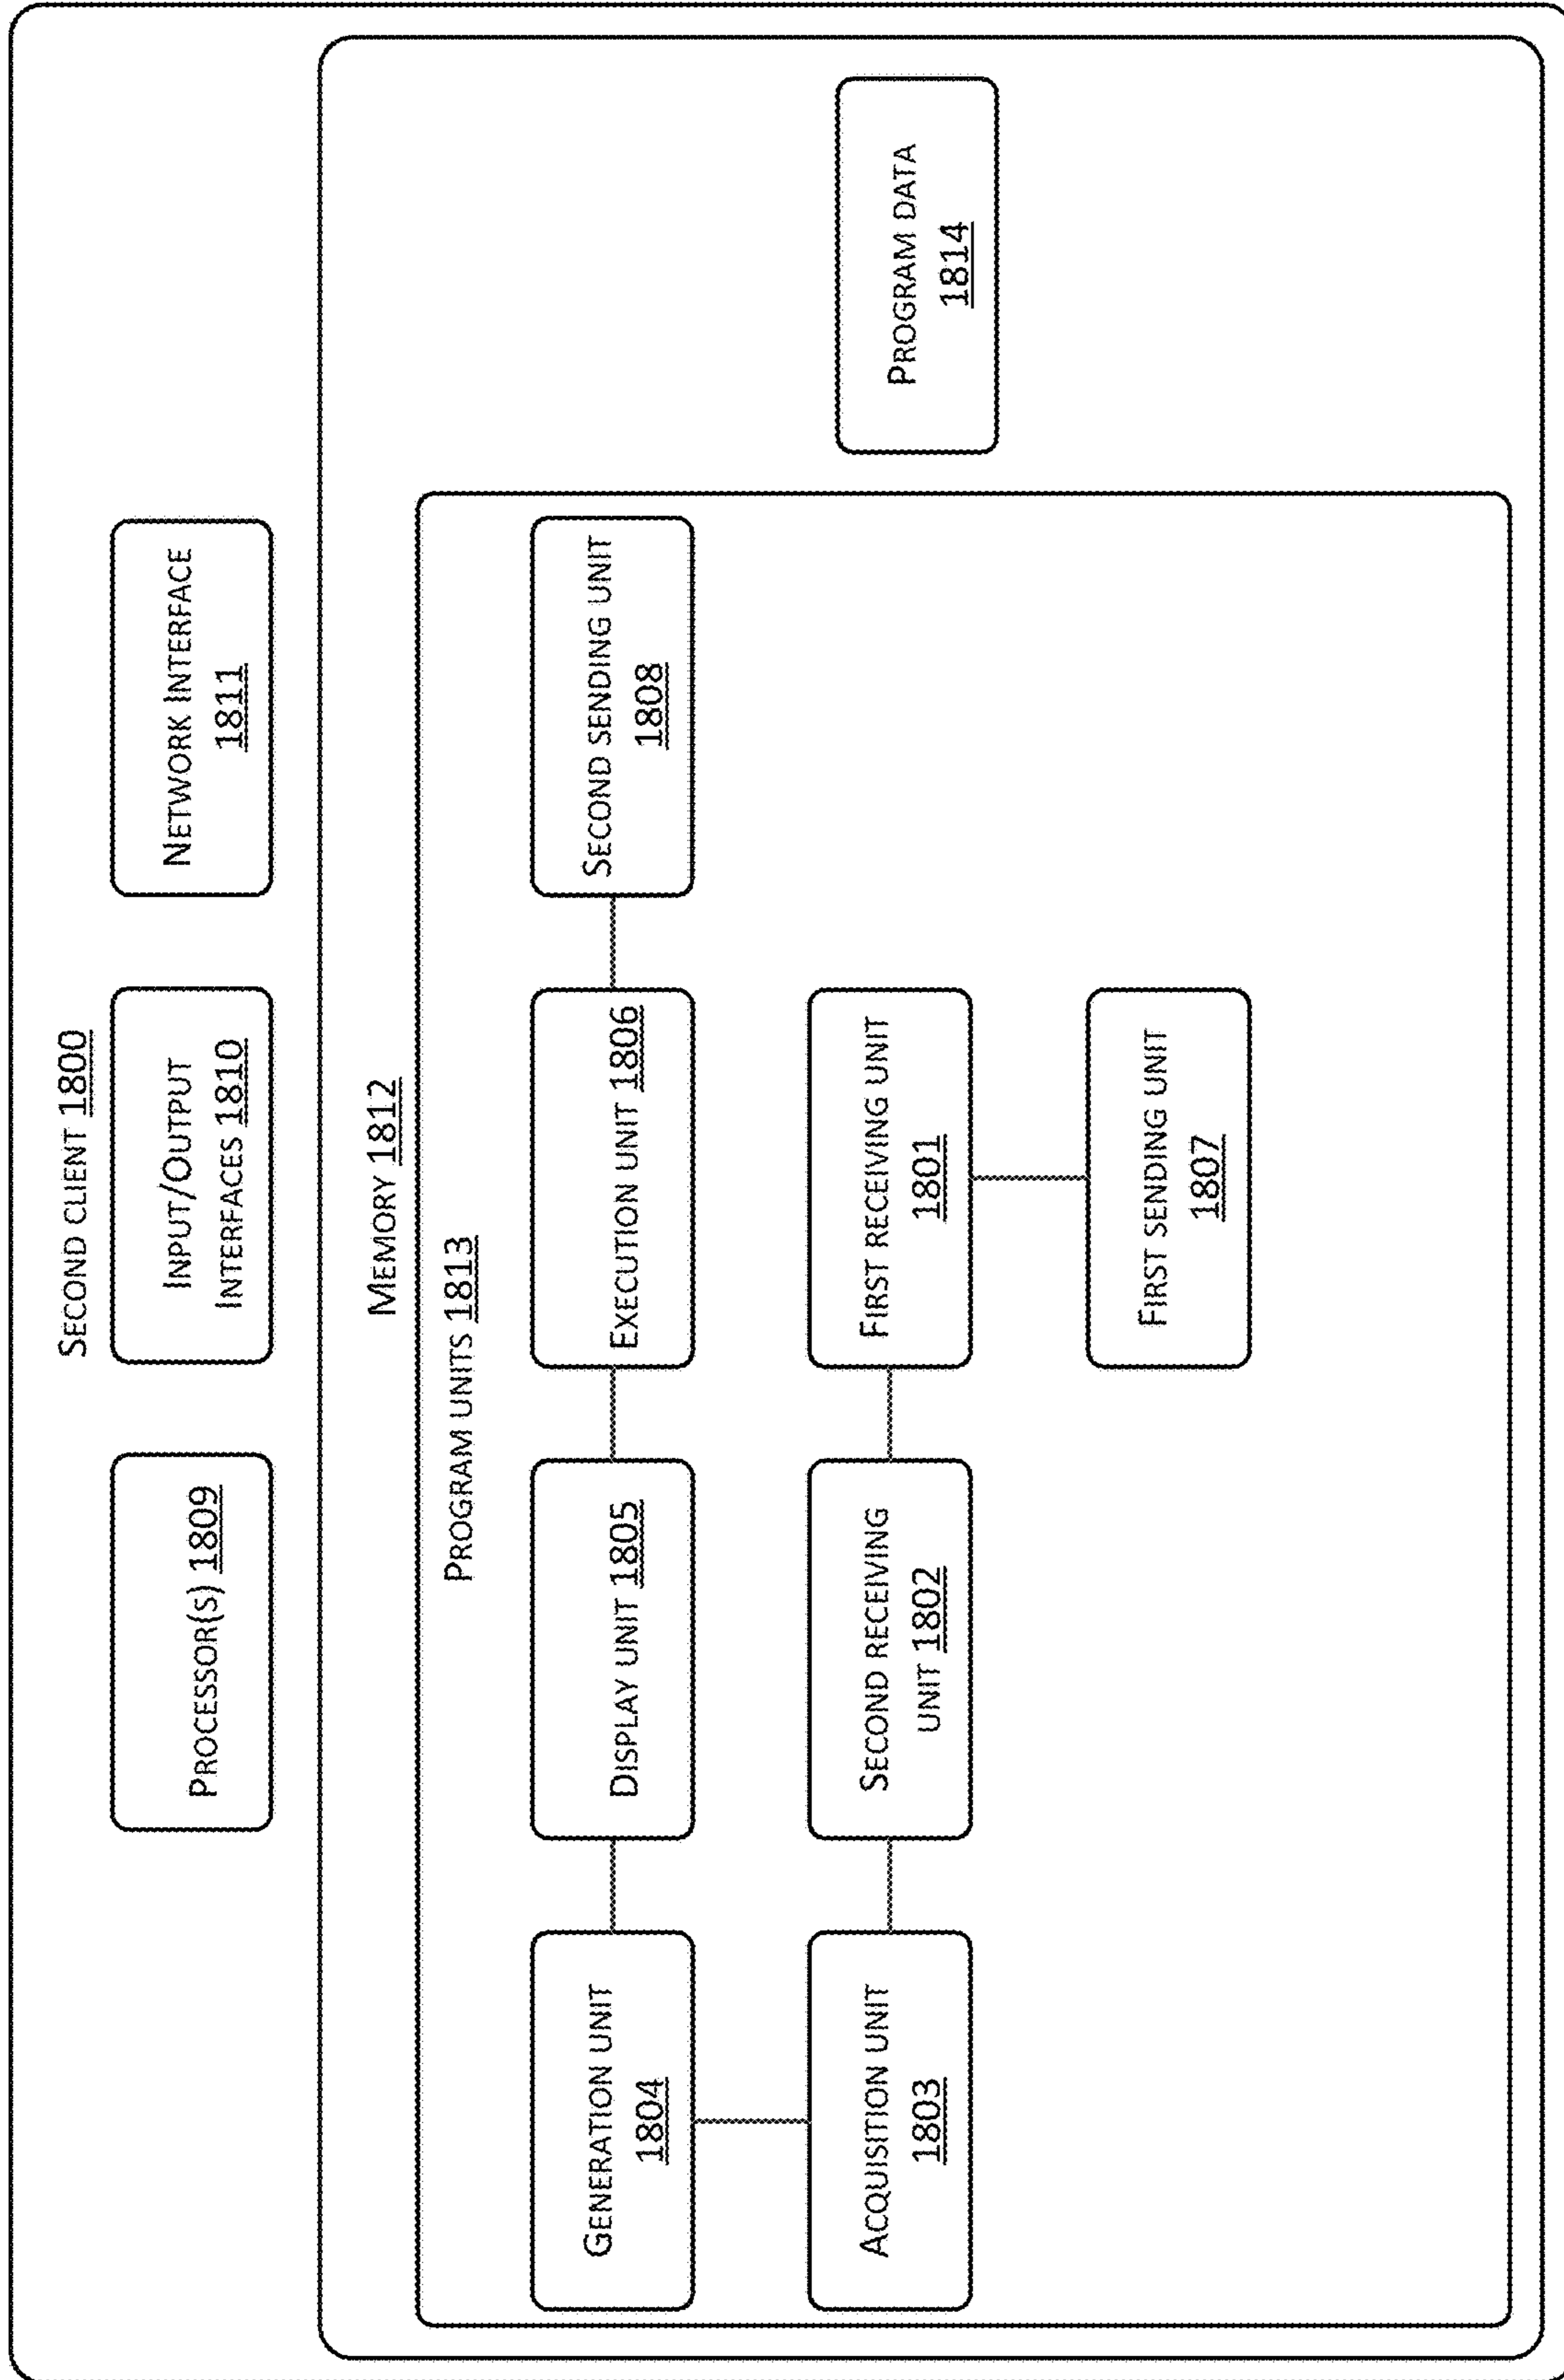 SECOND CLIENT 1800
PROCESSOR(S) 1809
INPUT/OUTPUT
INTERFACES 1810
NETWORK INTERFACE
1811
MEMORY 1812
PROGRAM UNITS 1813
GENERATION UNIT
1804
DISPLAY UNIT 1805
EXECUTION UNIT 1806
SECOND SENDING UNIT
1808
ACQUISITION UNIT
1803
SECOND RECEIVING
UNIT 1802
FIRST RECEIVING UNIT
1801
FIRST SENDING UNIT
1807
PROGRAM DATA
1814